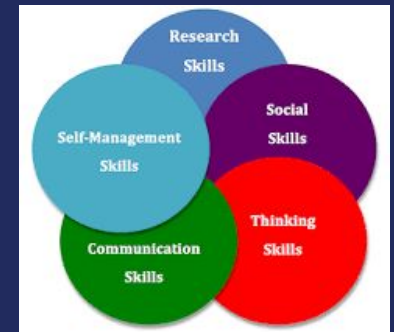 Research
Skills
Social
Skills
Self-Management
Skills
Thinking
Skills
Communication
Skills